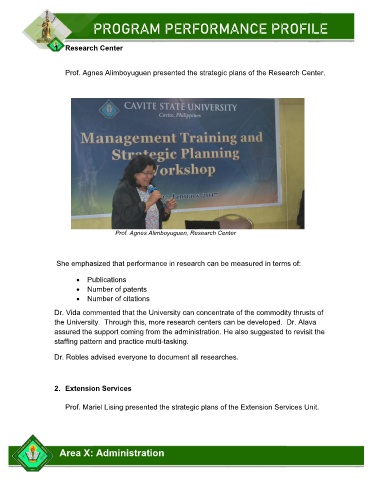 PROGRAM PERFORMANCE PROFILE
1. Research Center
Prof. Agnes Alimboyuguen presented the strategic plans of the Research Center.
CAVITE STATE UNIVERSITY
Cavite, Philippines
Management Training and
Strategic Planning
Workshop
Prof. Agnes Alimboyuguen, Research Center
She emphasized that performance in research can be measured in terms of:
• Publications
• Number of patents
• Number of citations
Dr. Vida commented that the University can concentrate of the commodity thrusts of
the University. Through this, more research centers can be developed. Dr. Alava
assured the support coming from the administration. He also suggested to revisit the
staffing pattern and practice multi-tasking.
Dr. Robles advised everyone to document all researches.
2. Extension Services
Prof. Mariel Lising presented the strategic plans of the Extension Services Unit.
Area X: Administration